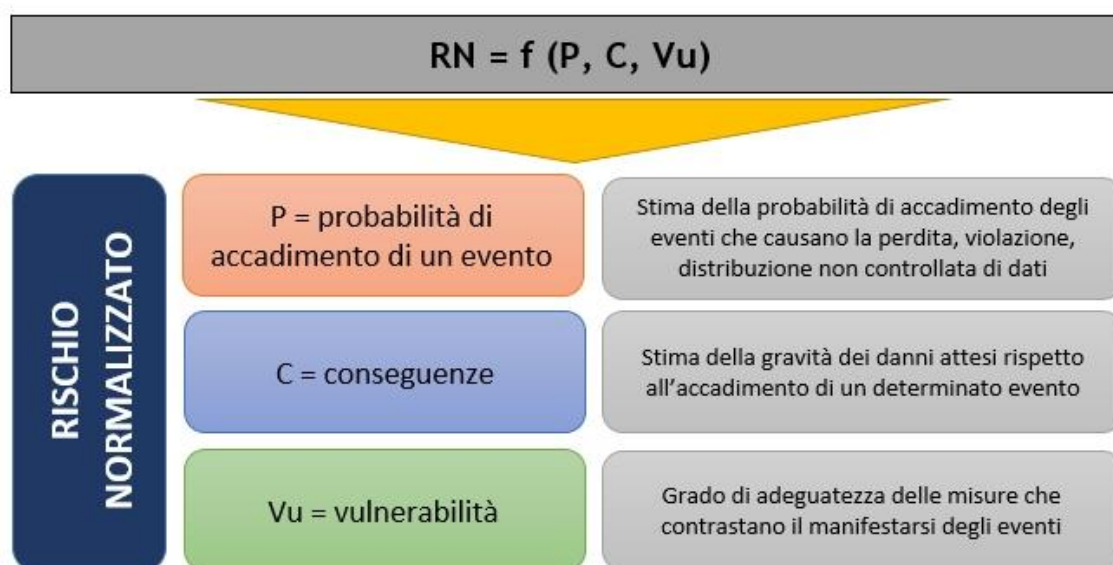 RN = f (P, C, Vu)
RISCHIO
NORMALIZZATO
P = probabilità di
accadimento di un evento
Stima della probabilità di accadimento degli
eventi che causano la perdita, violazione,
distribuzione non controllata di dati
C = conseguenze
Stima della gravità dei danni attesi rispetto
all'accadimento di un determinato evento
Vu = vulnerabilità
Grado di adeguatezza delle misure che
contrastano il manifestarsi degli eventi